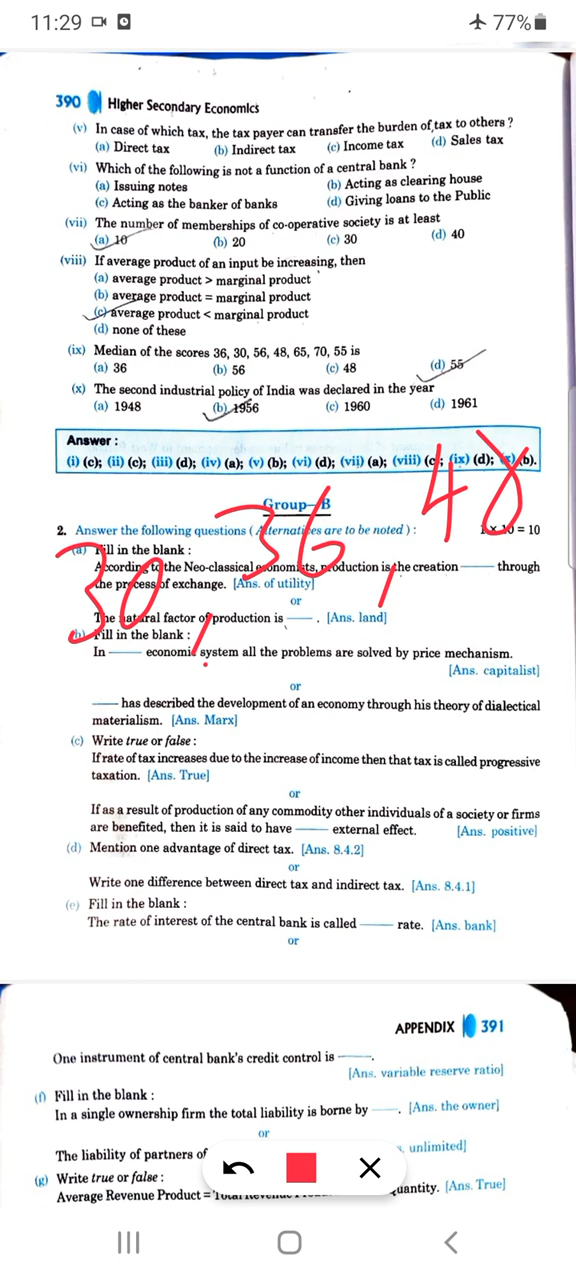 11:29 77%
390 Higher Secondary Economics
(v) In case of which tax, the tax payer can transfer the burden of tax to others ?
(a) Direct tax (b) Indirect tax (c) Income tax (d) Sales tax
(vi) Which of the following is not a function of a central bank ?
(a) Issuing notes (b) Acting as clearing house
(c) Acting as the banker of banks (d) Giving loans to the Public
(vii) The number of memberships of co-operative society is at least
(a) 10 (b) 20 (c) 30 (d) 40
(viii) If average product of an input be increasing, then
(a) average product > marginal product
(b) average product = marginal product
(c) average product < marginal product
(d) none of these
(ix) Median of the scores 36, 30, 56, 48, 65, 70, 55 is
(a) 36 (b) 56 (c) 48 (d) 55
(x) The second industrial policy of India was declared in the year
(a) 1948 (b) 1956 (c) 1960 (d) 1961
Answer :
(i) (c); (ii) (c); (iii) (d); (iv) (a); (v) (b); (vi) (d); (vii) (a); (viii) (c); (ix) (d); (x) (b).
30, 36, 48
Group–B
2. Answer the following questions (Alternatives are to be noted) : 1 × 10 = 10
(a) Fill in the blank :
According to the Neo-classical economists, production is the creation —— through
the process of exchange. [Ans. of utility]
or
The natural factor of production is —— . [Ans. land]
(b) Fill in the blank :
In —— economic system all the problems are solved by price mechanism.
[Ans. capitalist]
or
—— has described the development of an economy through his theory of dialectical
materialism. [Ans. Marx]
(c) Write true or false :
If rate of tax increases due to the increase of income then that tax is called progressive
taxation. [Ans. True]
or
If as a result of production of any commodity other individuals of a society or firms
are benefited, then it is said to have —— external effect. [Ans. positive]
(d) Mention one advantage of direct tax. [Ans. 8.4.2]
or
Write one difference between direct tax and indirect tax. [Ans. 8.4.1]
(e) Fill in the blank :
The rate of interest of the central bank is called —— rate. [Ans. bank]
or
APPENDIX 391
One instrument of central bank's credit control is ——.
[Ans. variable reserve ratio]
(f) Fill in the blank :
In a single ownership firm the total liability is borne by —— . [Ans. the owner]
or
The liability of partners of unlimited]
(g) Write true or false :
Average Revenue Product = quantity. [Ans. True]